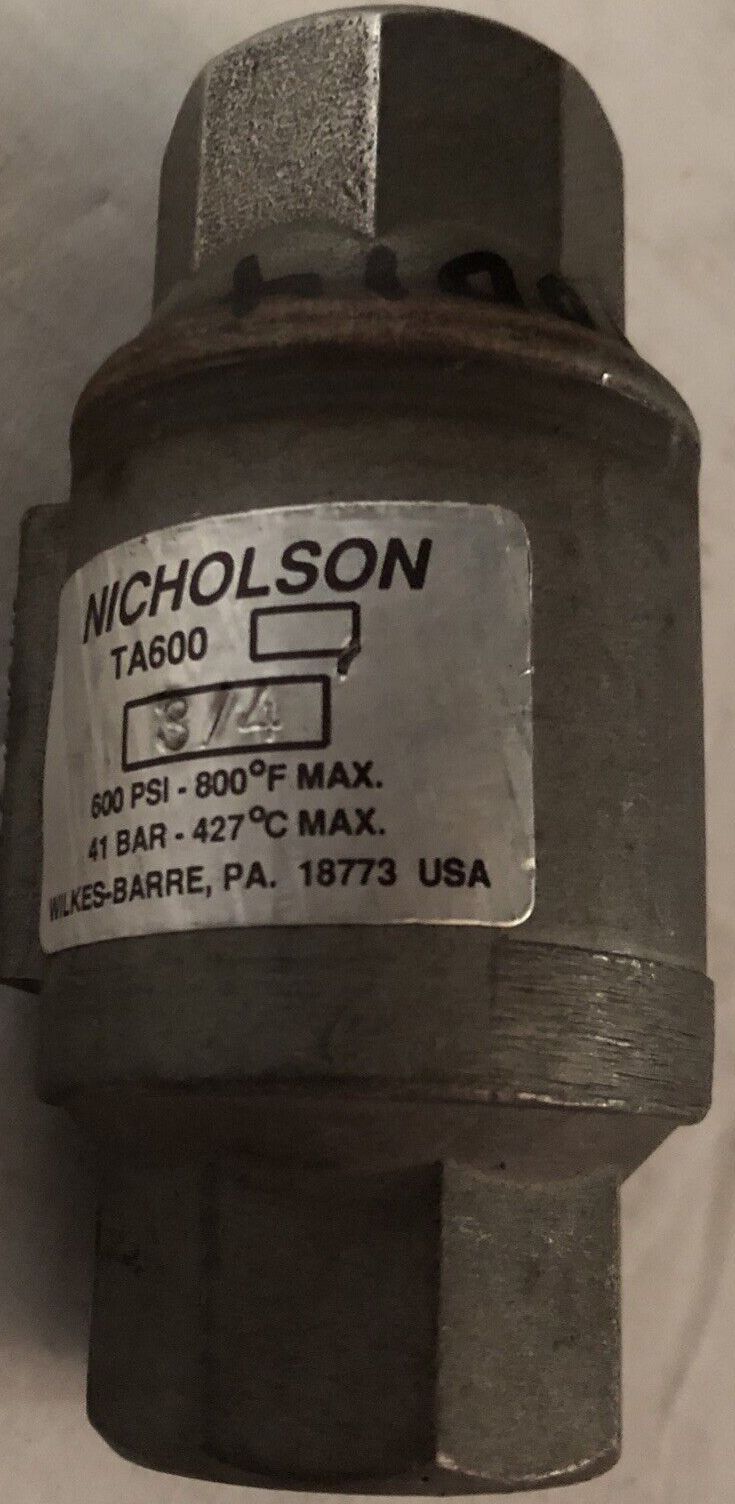 NICHOLSON
TA600
3/4
600 PSI - 800°F MAX.
41 BAR - 427°C MAX.
WILKES-BARRE, PA. 18773 USA